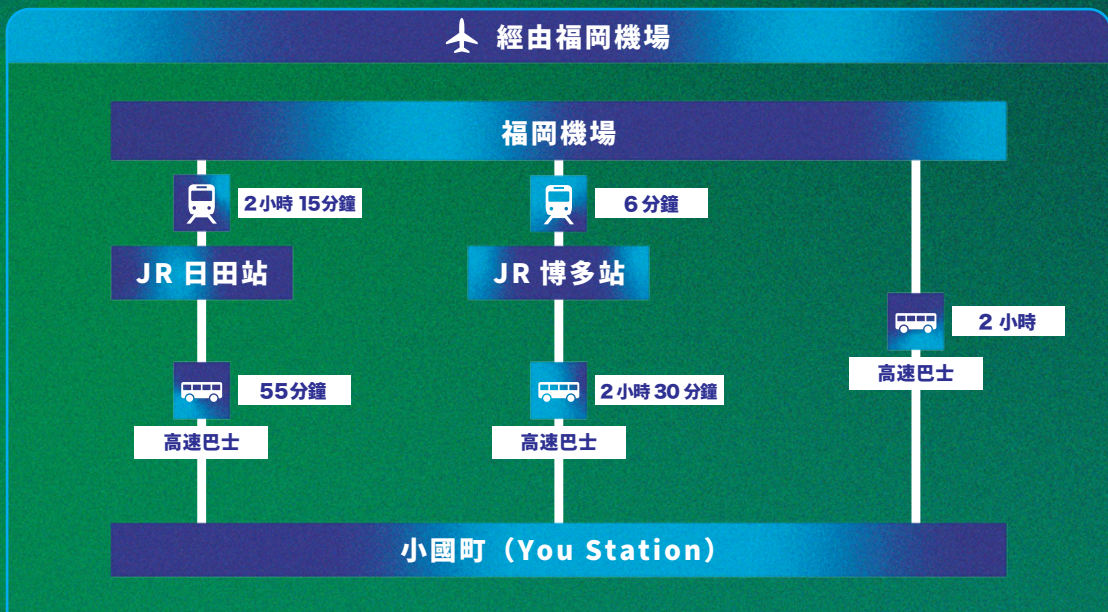 經由福岡機場
福岡機場
2小時 15分鐘
6分鐘
JR 日田站
JR 博多站
2 小時
高速巴士
55分鐘
2小時30分鐘
高速巴士
高速巴士
小國町（You Station）